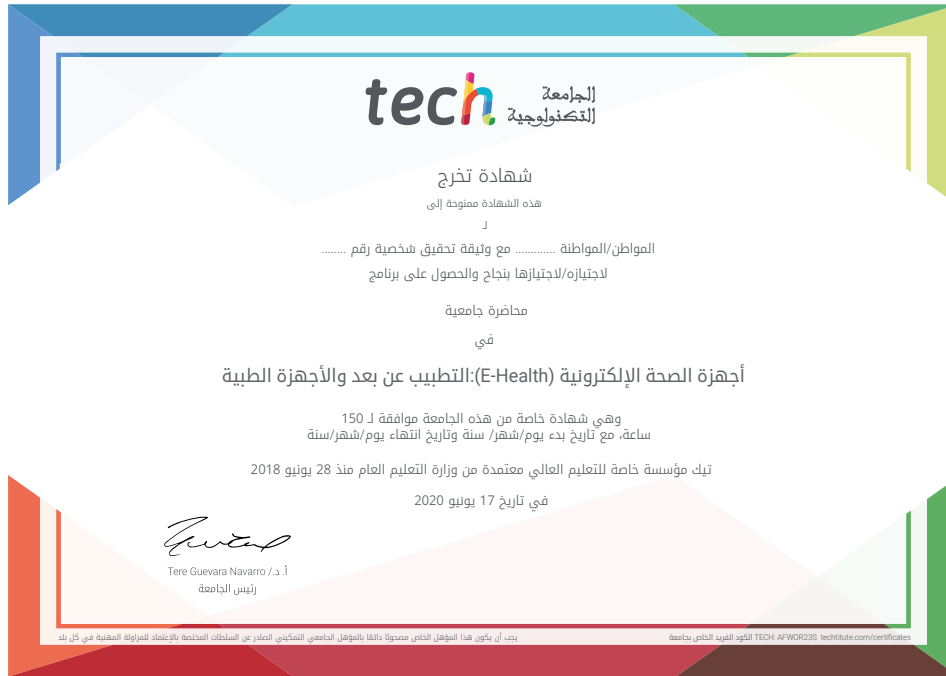 tech الجامعة
التكنولوجية
شهادة تخرج
هذه الشهادة ممنوحة إلى
لـ
المواطن/المواطنة ............ مع وثيقة تحقيق شخصية رقم ........
لاجتيازه/لاجتيازها بنجاح والحصول على برنامج
محاضرة جامعية
في
أجهزة الصحة الإلكترونية (E-Health):التطبيب عن بعد والأجهزة الطبية
وهي شهادة خاصة من هذه الجامعة موافقة لـ 150
ساعة، مع تاريخ بدء يوم/شهر/ سنة وتاريخ انتهاء يوم/شهر/سنة
تيك مؤسسة خاصة للتعليم العالي معتمدة من وزارة التعليم العام منذ 28 يونيو 2018
في تاريخ 17 يونيو 2020
أ. د./ Tere Guevara Navarro
رئيس الجامعة
يجب أن يكون هذا المؤهل الخاص مصحوبًا دائمًا بالمؤهل الجامعي التمكيني الصادر عن السلطات المختصة بالإعتماد للمزاولة المهنية في كل بلد
الكود الفريد الخاص بجامعة TECH: AFWOR23S techtitute.com/certificates